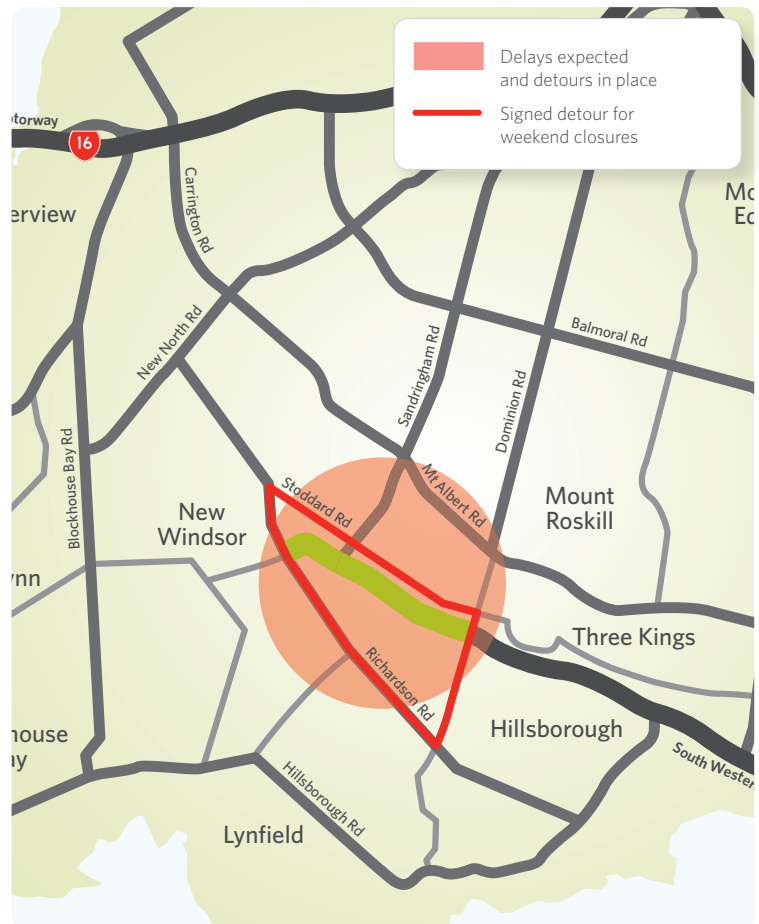 Delays expected
and detours in place
Signed detour for
weekend closures
otorway
16
Carrington Rd
erview
Mo
Ed
New North Rd
Balmoral Rd
Sandringham Rd
Dominion Rd
Blockhouse Bay Rd
Stoddard Rd
Mt Albert Rd
Mount
Roskill
New
Windsor
ynn
Three Kings
Richardson Rd
Hillsborough
house
ay
South Wester
Hillsborough Rd
Lynfield